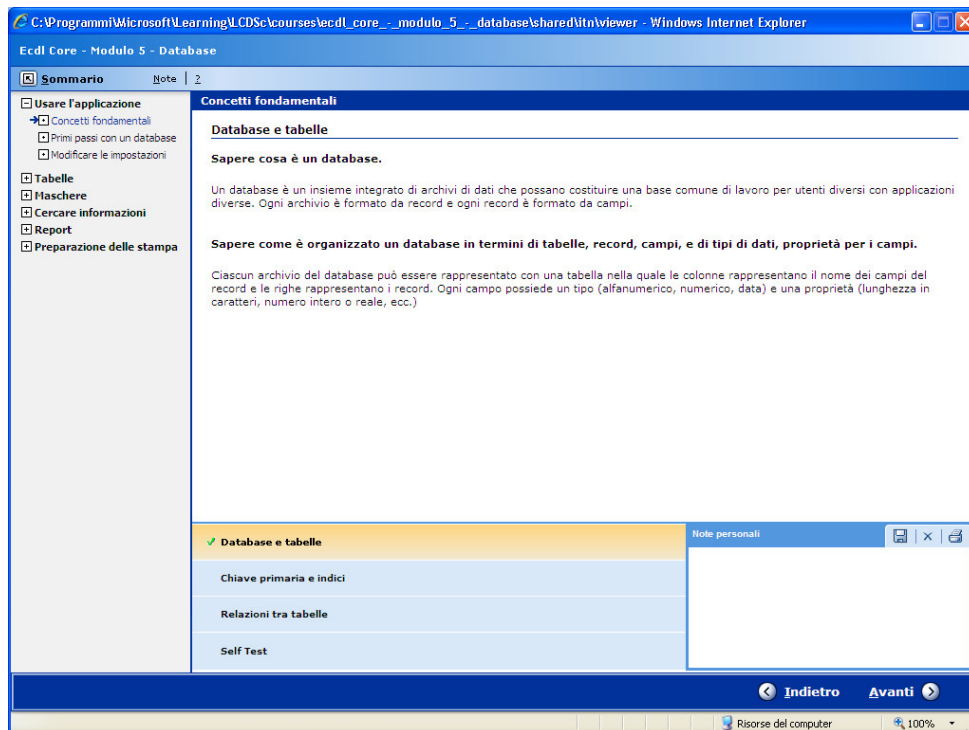 C:\Programmi\Microsoft\Learning\LCDSc\courses\ecdl_core_-_modulo_5_-_database\shared\itn\viewer - Windows Internet Explorer
Ecdl Core - Modulo 5 - Database
Sommario
Note | ?
Usare l'applicazione
Concetti fondamentali
Primi passi con un database
Modificare le impostazioni
Tabelle
Maschere
Cercare informazioni
Report
Preparazione delle stampa
Concetti fondamentali
Database e tabelle
Sapere cosa è un database.
Un database è un insieme integrato di archivi di dati che possano costituire una base comune di lavoro per utenti diversi con applicazioni
diverse. Ogni archivio è formato da record e ogni record è formato da campi.
Sapere come è organizzato un database in termini di tabelle, record, campi, e di tipi di dati, proprietà per i campi.
Ciascun archivio del database può essere rappresentato con una tabella nella quale le colonne rappresentano il nome dei campi del
record e le righe rappresentano i record. Ogni campo possiede un tipo (alfanumerico, numerico, data) e una proprietà (lunghezza in
caratteri, numero intero o reale, ecc.)
Database e tabelle
Chiave primaria e indici
Relazioni tra tabelle
Self Test
Note personali
Indietro
Avanti
Risorse del computer
100%